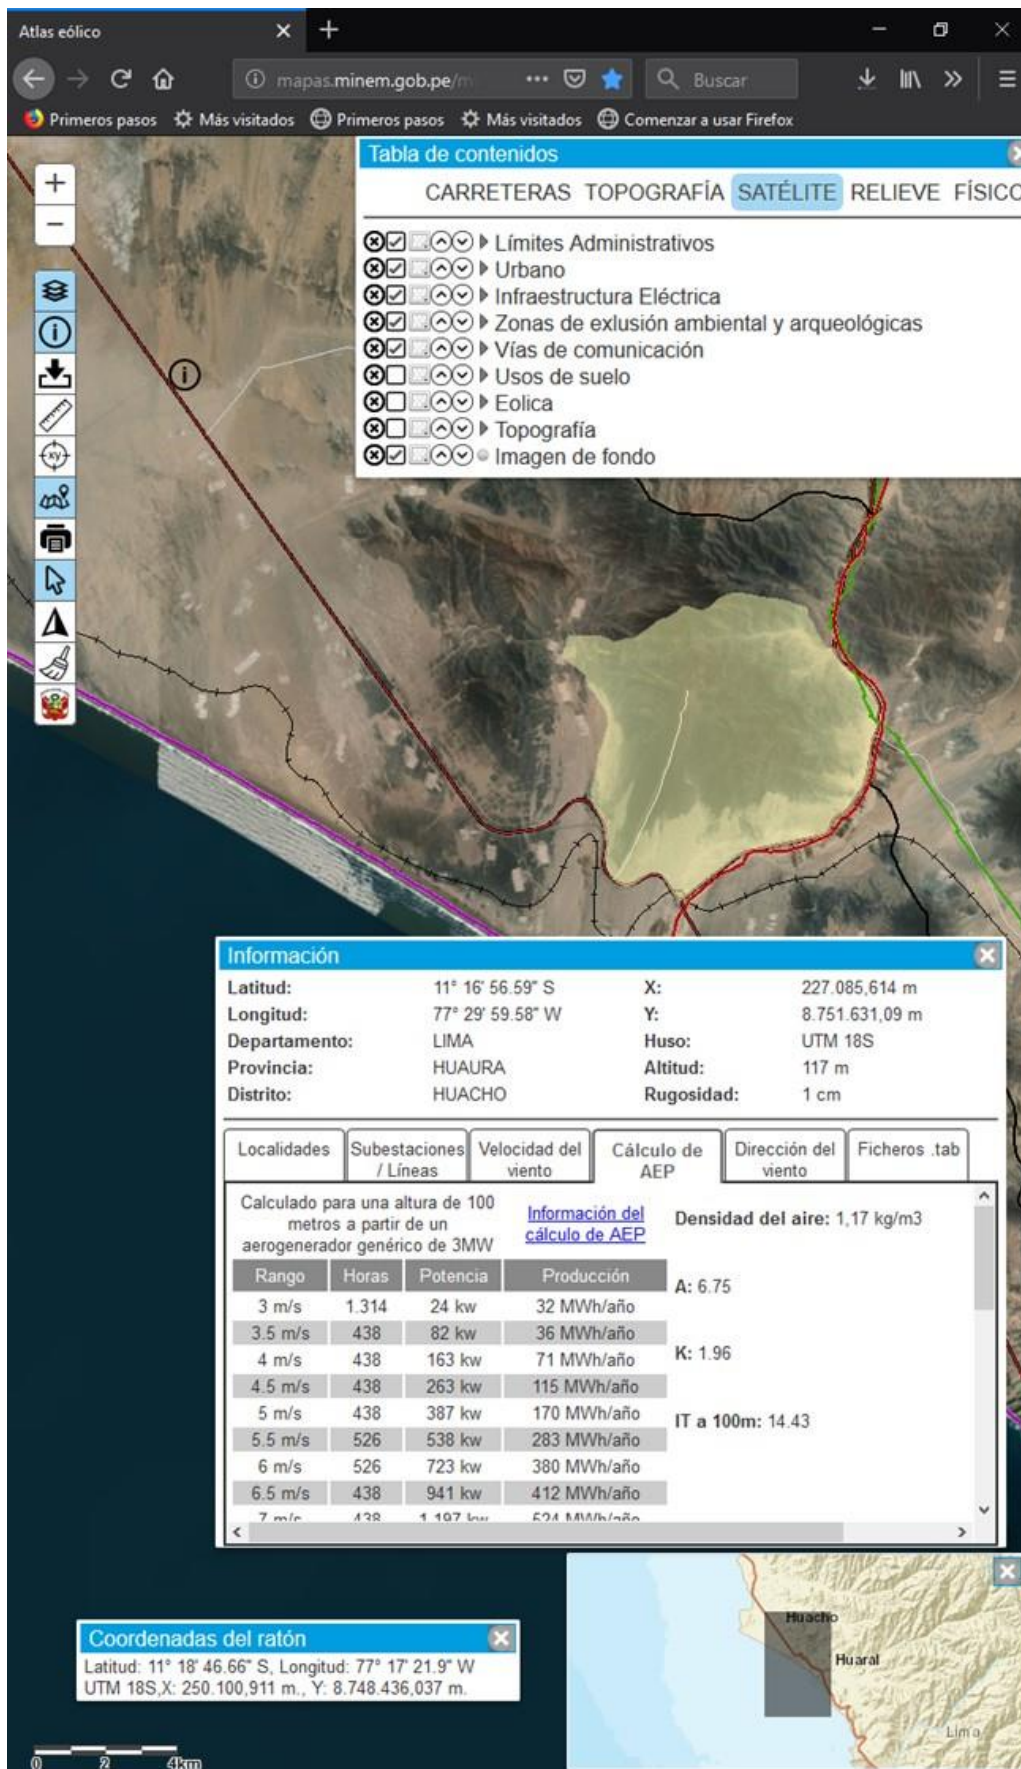 Atlas eólico
mapas.minem.gob.pe/m
Buscar
Primeros pasos Más visitados Primeros pasos Más visitados Comenzar a usar Firefox
Tabla de contenidos
CARRETERAS TOPOGRAFÍA SATÉLITE RELIEVE FÍSICO
Límites Administrativos
Urbano
Infraestructura Eléctrica
Zonas de exlusión ambiental y arqueológicas
Vías de comunicación
Usos de suelo
Eolica
Topografía
Imagen de fondo
Información
Latitud: 11° 16' 56.59" S X: 227.085,614 m
Longitud: 77° 29' 59.58" W Y: 8.751.631,09 m
Departamento: LIMA Huso: UTM 18S
Provincia: HUAURA Altitud: 117 m
Distrito: HUACHO Rugosidad: 1 cm
Localidades Subestaciones / Líneas Velocidad del viento Cálculo de AEP Dirección del viento Ficheros .tab
Calculado para una altura de 100
metros a partir de un
aerogenerador genérico de 3MW
Información del
cálculo de AEP
Densidad del aire: 1,17 kg/m3
A: 6.75
K: 1.96
IT a 100m: 14.43
Rango Horas Potencia Producción
3 m/s 1.314 24 kw 32 MWh/año
3.5 m/s 438 82 kw 36 MWh/año
4 m/s 438 163 kw 71 MWh/año
4.5 m/s 438 263 kw 115 MWh/año
5 m/s 438 387 kw 170 MWh/año
5.5 m/s 526 538 kw 283 MWh/año
6 m/s 526 723 kw 380 MWh/año
6.5 m/s 438 941 kw 412 MWh/año
7 m/s 438 1.197 kw 524 MWh/año
Huacho
Huaral
Lima
Coordenadas del ratón
Latitud: 11° 18' 46.66" S, Longitud: 77° 17' 21.9" W
UTM 18S,X: 250.100,911 m., Y: 8.748.436,037 m.
0 2 4km